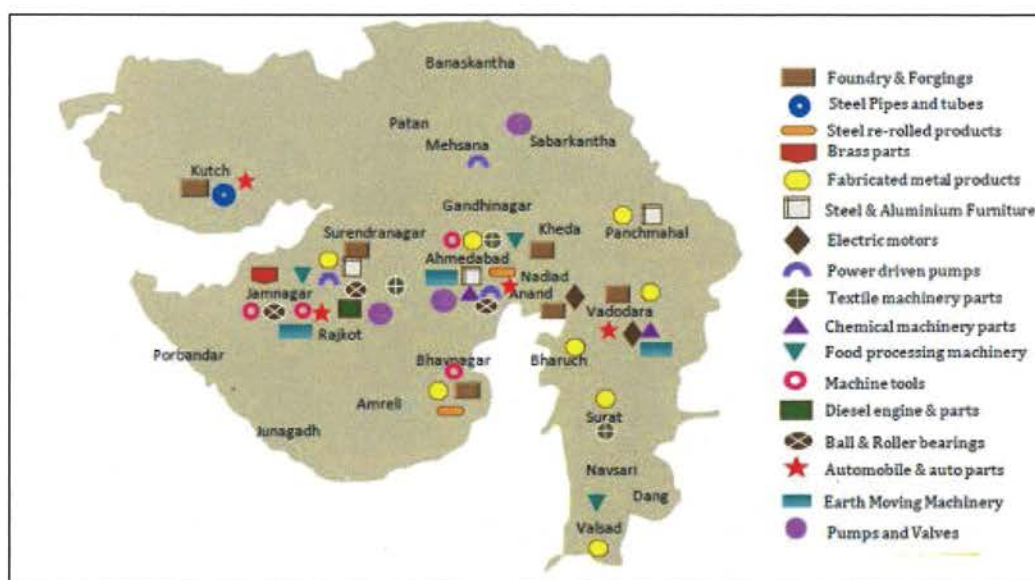 Banaskantha
Patan
Sabarkantha
Mehsana
Kutch
Gandhinagar
Surendranagar
Kheda
Panchmahal
Ahmedabad
Nadiad
Jamnagar
Anand
Vadodara
Rajkot
Porbandar
Bhavnagar
Bharuch
Amreli
Surat
Junagadh
Navsari
Dang
Valsad
Foundry & Forgings
Steel Pipes and tubes
Steel re-rolled products
Brass parts
Fabricated metal products
Steel & Aluminium Furniture
Electric motors
Power driven pumps
Textile machinery parts
Chemical machinery parts
Food processing machinery
Machine tools
Diesel engine & parts
Ball & Roller bearings
Automobile & auto parts
Earth Moving Machinery
Pumps and Valves